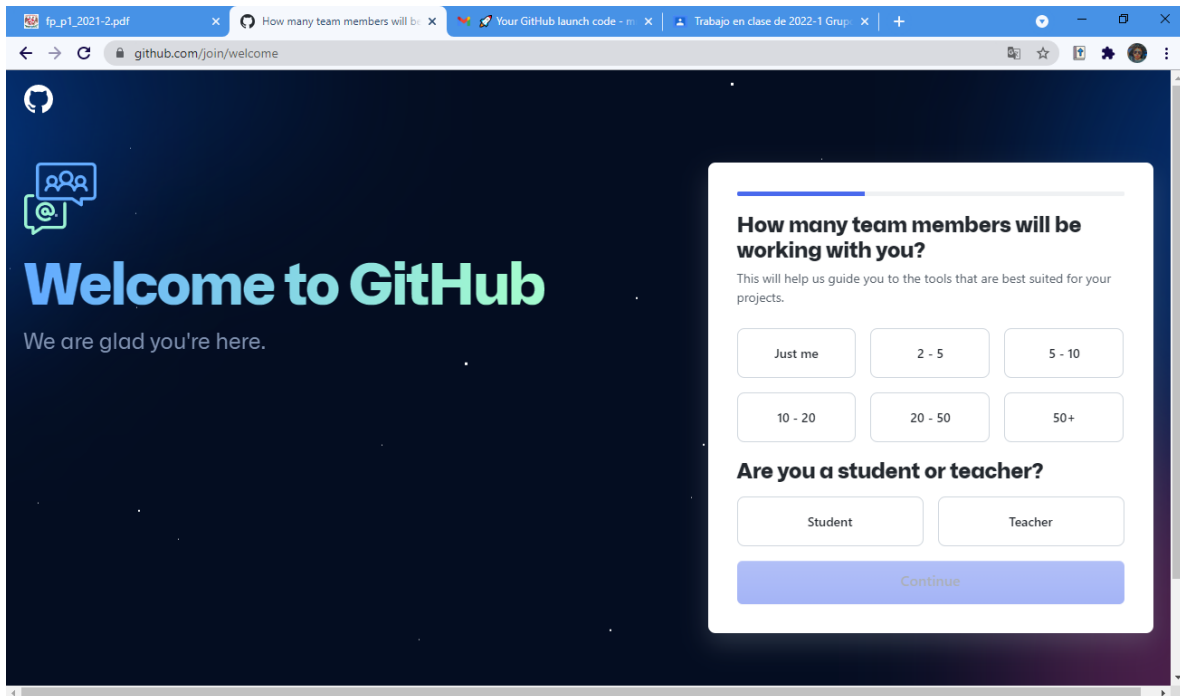 fp_p1_2021-2.pdf
How many team members will be
Your GitHub launch code - m
Trabajo en clase de 2022-1 Grup
github.com/join/welcome
@
Welcome to GitHub
We are glad you're here.
How many team members will be
working with you?
This will help us guide you to the tools that are best suited for your
projects.
Just me
2 - 5
5 - 10
10 - 20
20 - 50
50+
Are you a student or teacher?
Student
Teacher
Continue